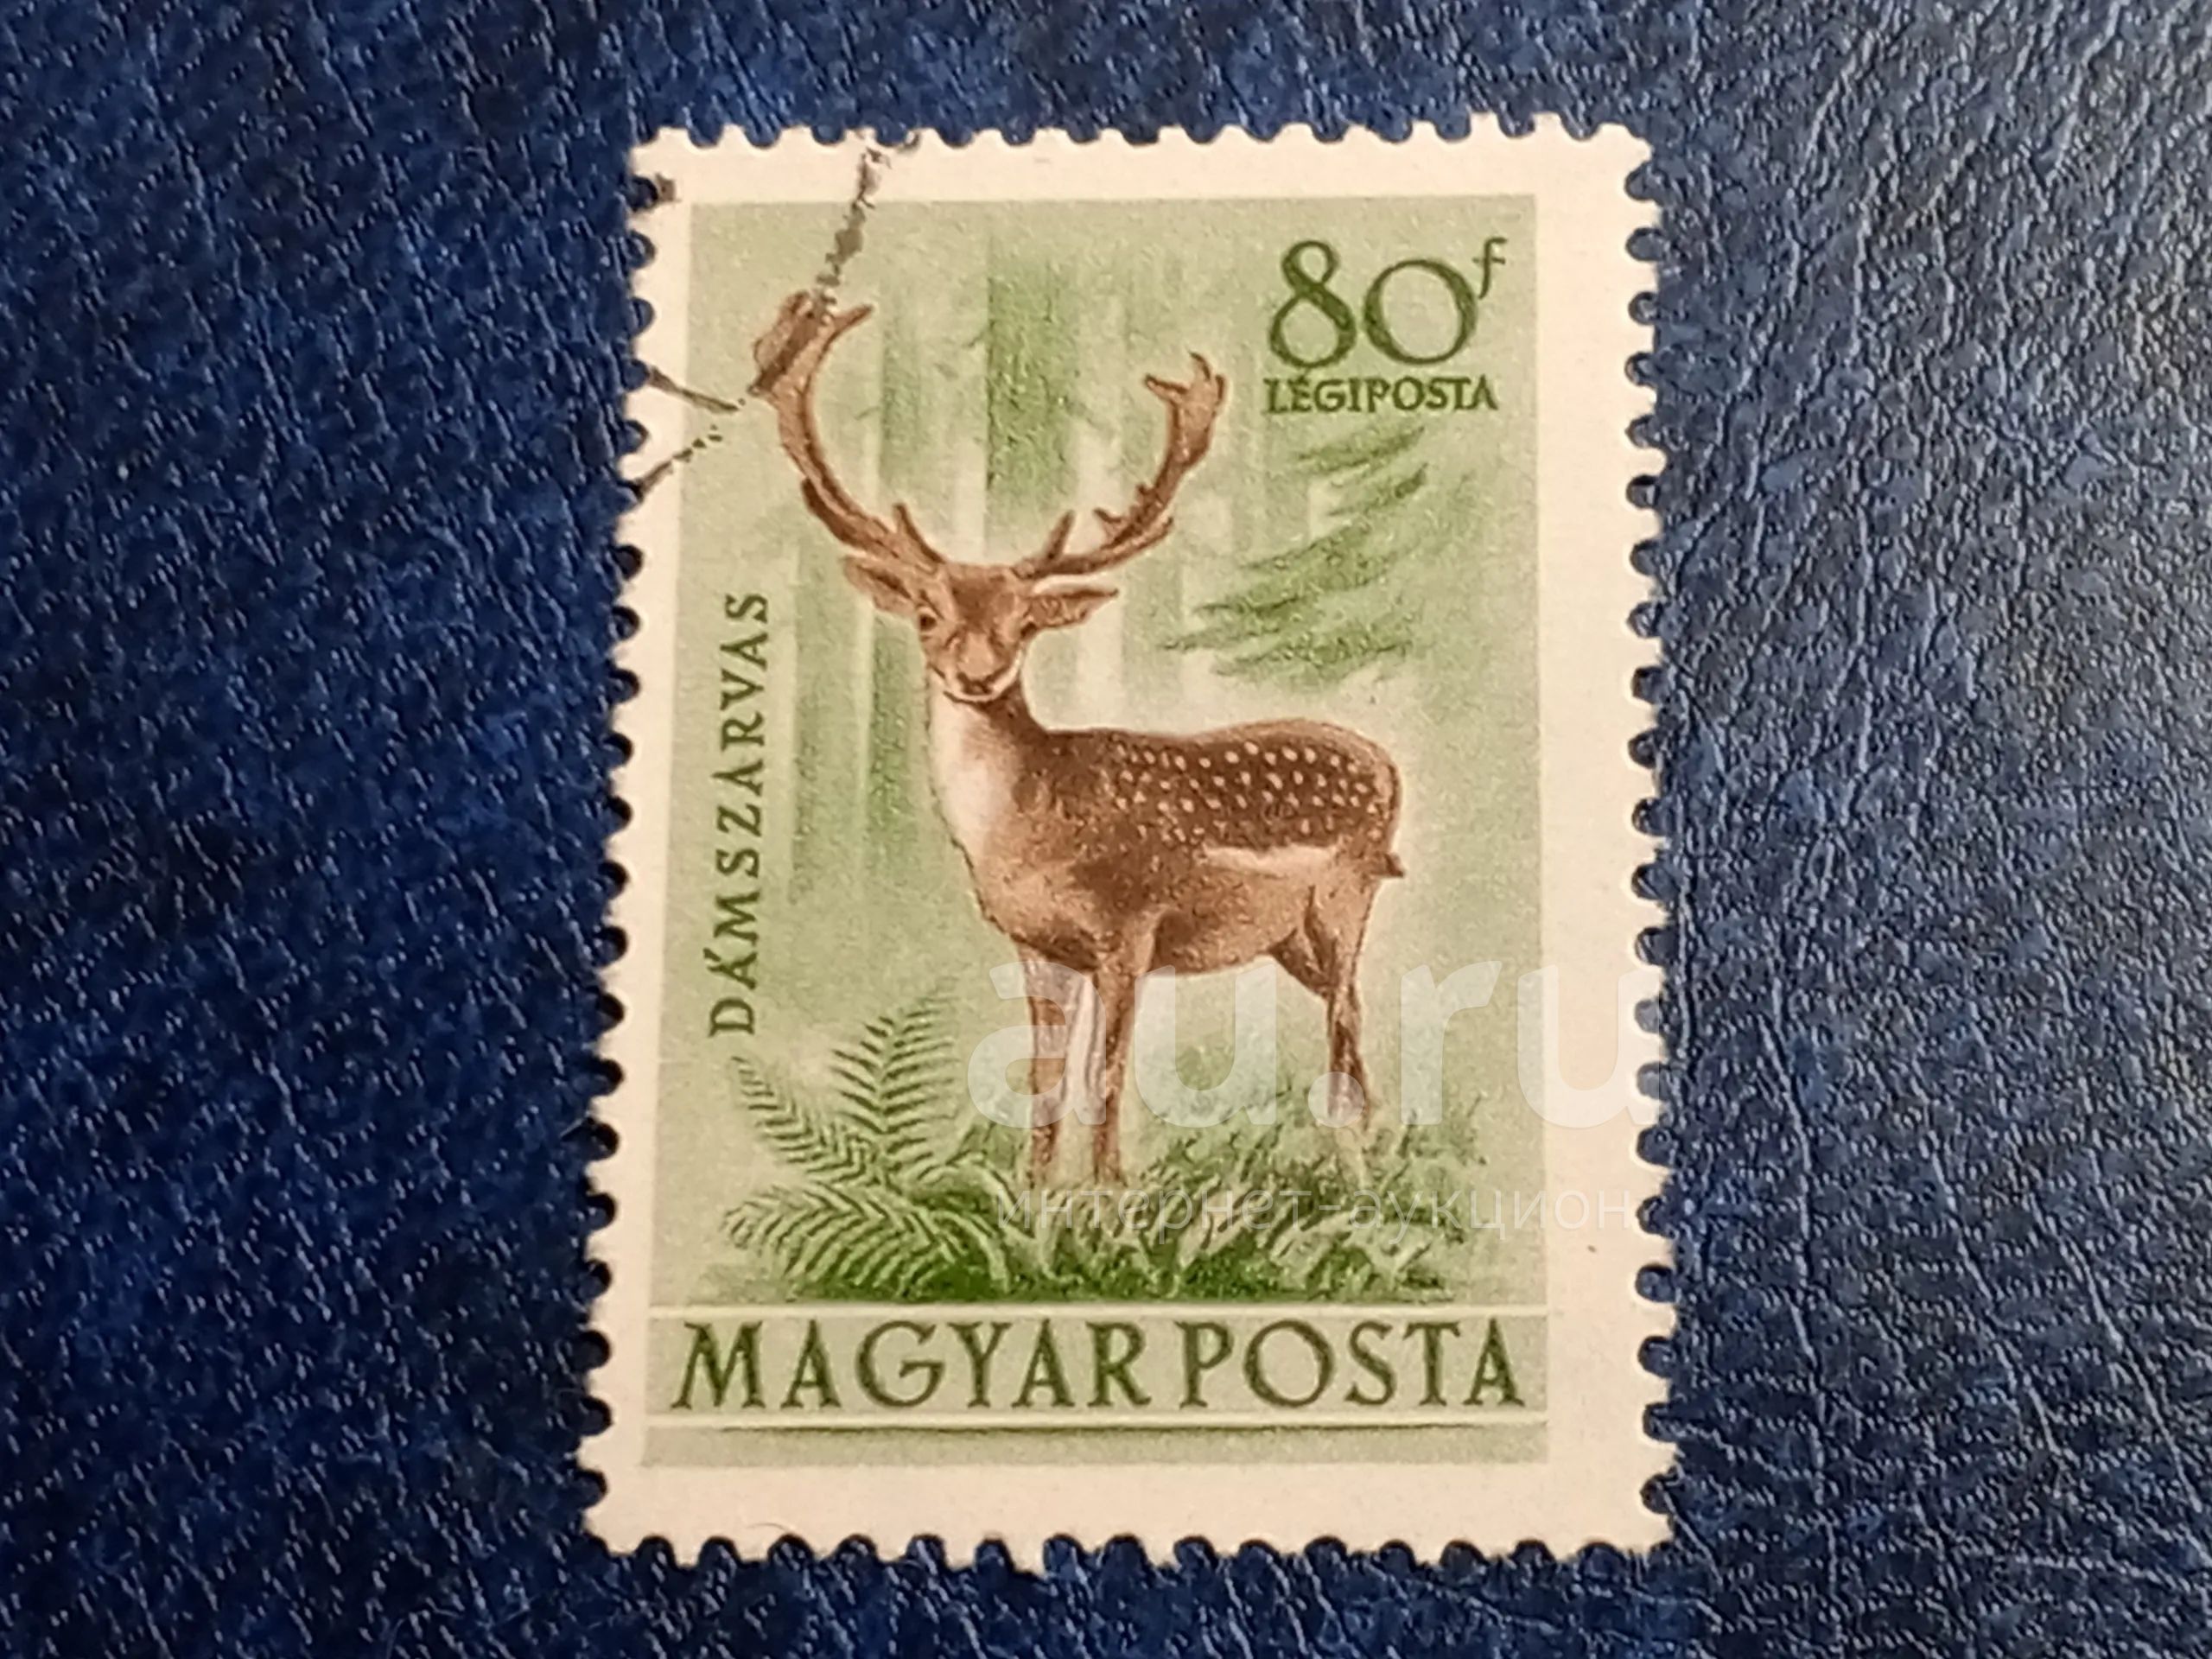 80f
LÉGIPOSTA
DÁMSZARVAS
au.ru
интернет-аукцион
MAGYAR POSTA